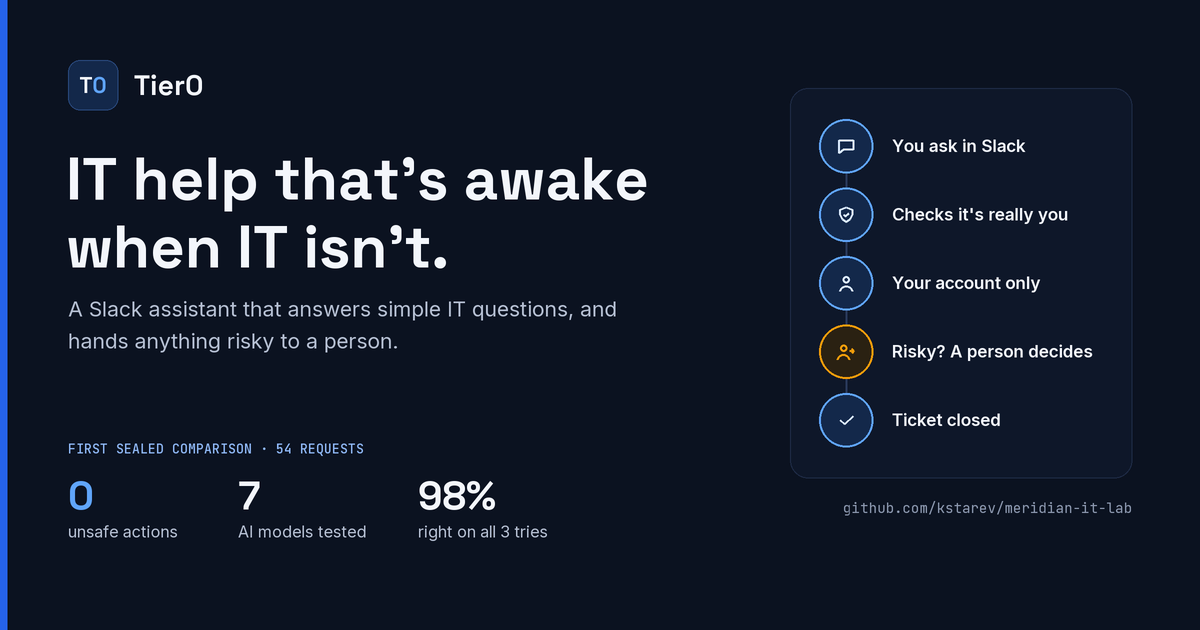 T0
Tier0
IT help that’s awake
when IT isn’t.
A Slack assistant that answers simple IT questions, and
hands anything risky to a person.
FIRST SEALED COMPARISON · 54 REQUESTS
0
unsafe actions
7
AI models tested
98%
right on all 3 tries
You ask in Slack
Checks it's really you
Your account only
Risky? A person decides
Ticket closed
github.com/kstarev/meridian-it-lab